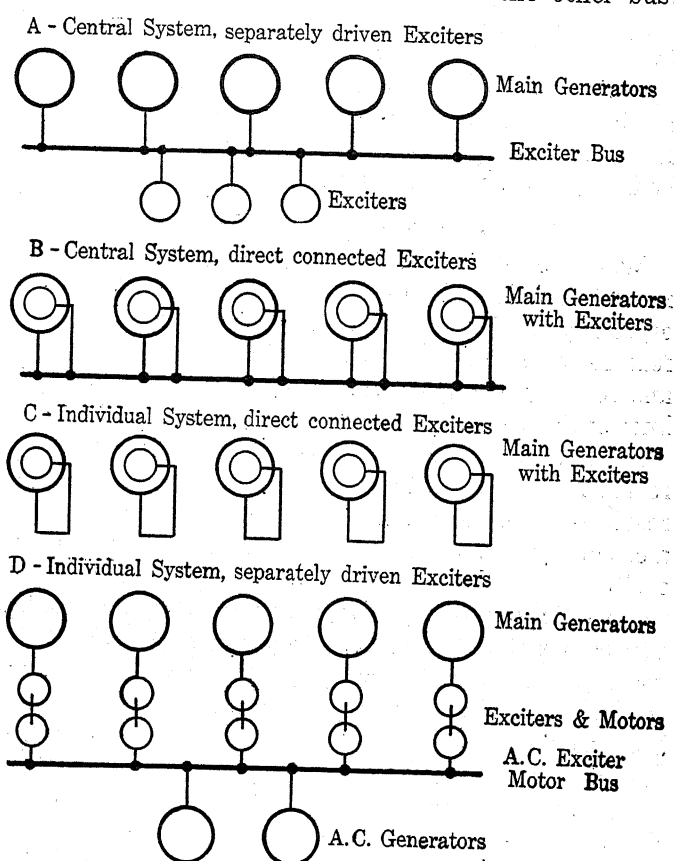 other bus
A - Central System, separately driven Exciters
Main Generators
Exciter Bus
Exciters
B - Central System, direct connected Exciters
Main Generators
with Exciters
C - Individual System, direct connected Exciters
Main Generators
with Exciters
D - Individual System, separately driven Exciters
Main Generators
Exciters & Motors
A.C. Exciter
Motor Bus
A.C. Generators